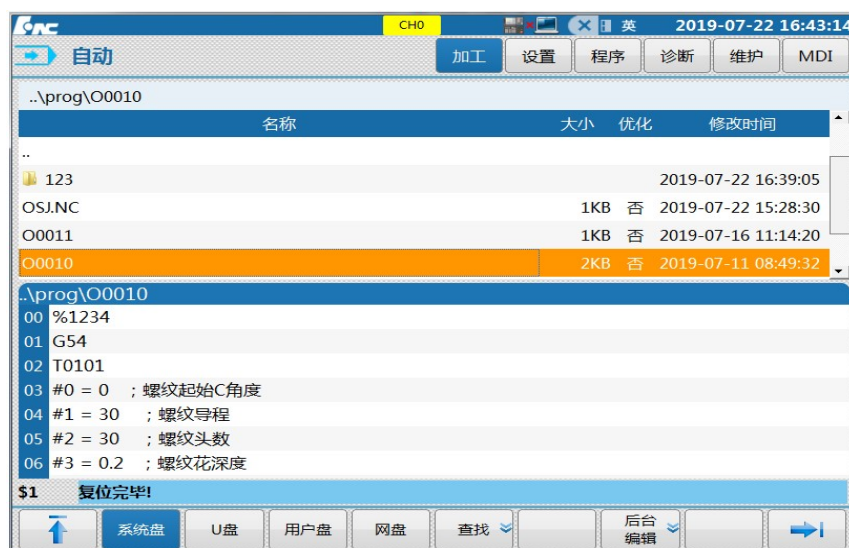 HNC CH0 英 2019-07-22 16:43:14
自动 加工 设置 程序 诊断 维护 MDI
..\prog\O0010
名称 大小 优化 修改时间
..
123 2019-07-22 16:39:05
OSJ.NC 1KB 否 2019-07-22 15:28:30
O0011 1KB 否 2019-07-16 11:14:20
O0010 2KB 否 2019-07-11 08:49:32
..\prog\O0010
00 %1234
01 G54
02 T0101
03 #0 = 0 ；螺纹起始C角度
04 #1 = 30 ；螺纹导程
05 #2 = 30 ；螺纹头数
06 #3 = 0.2 ；螺纹花深度
$1 复位完毕!
系统盘 U盘 用户盘 网盘 查找 后台
编辑